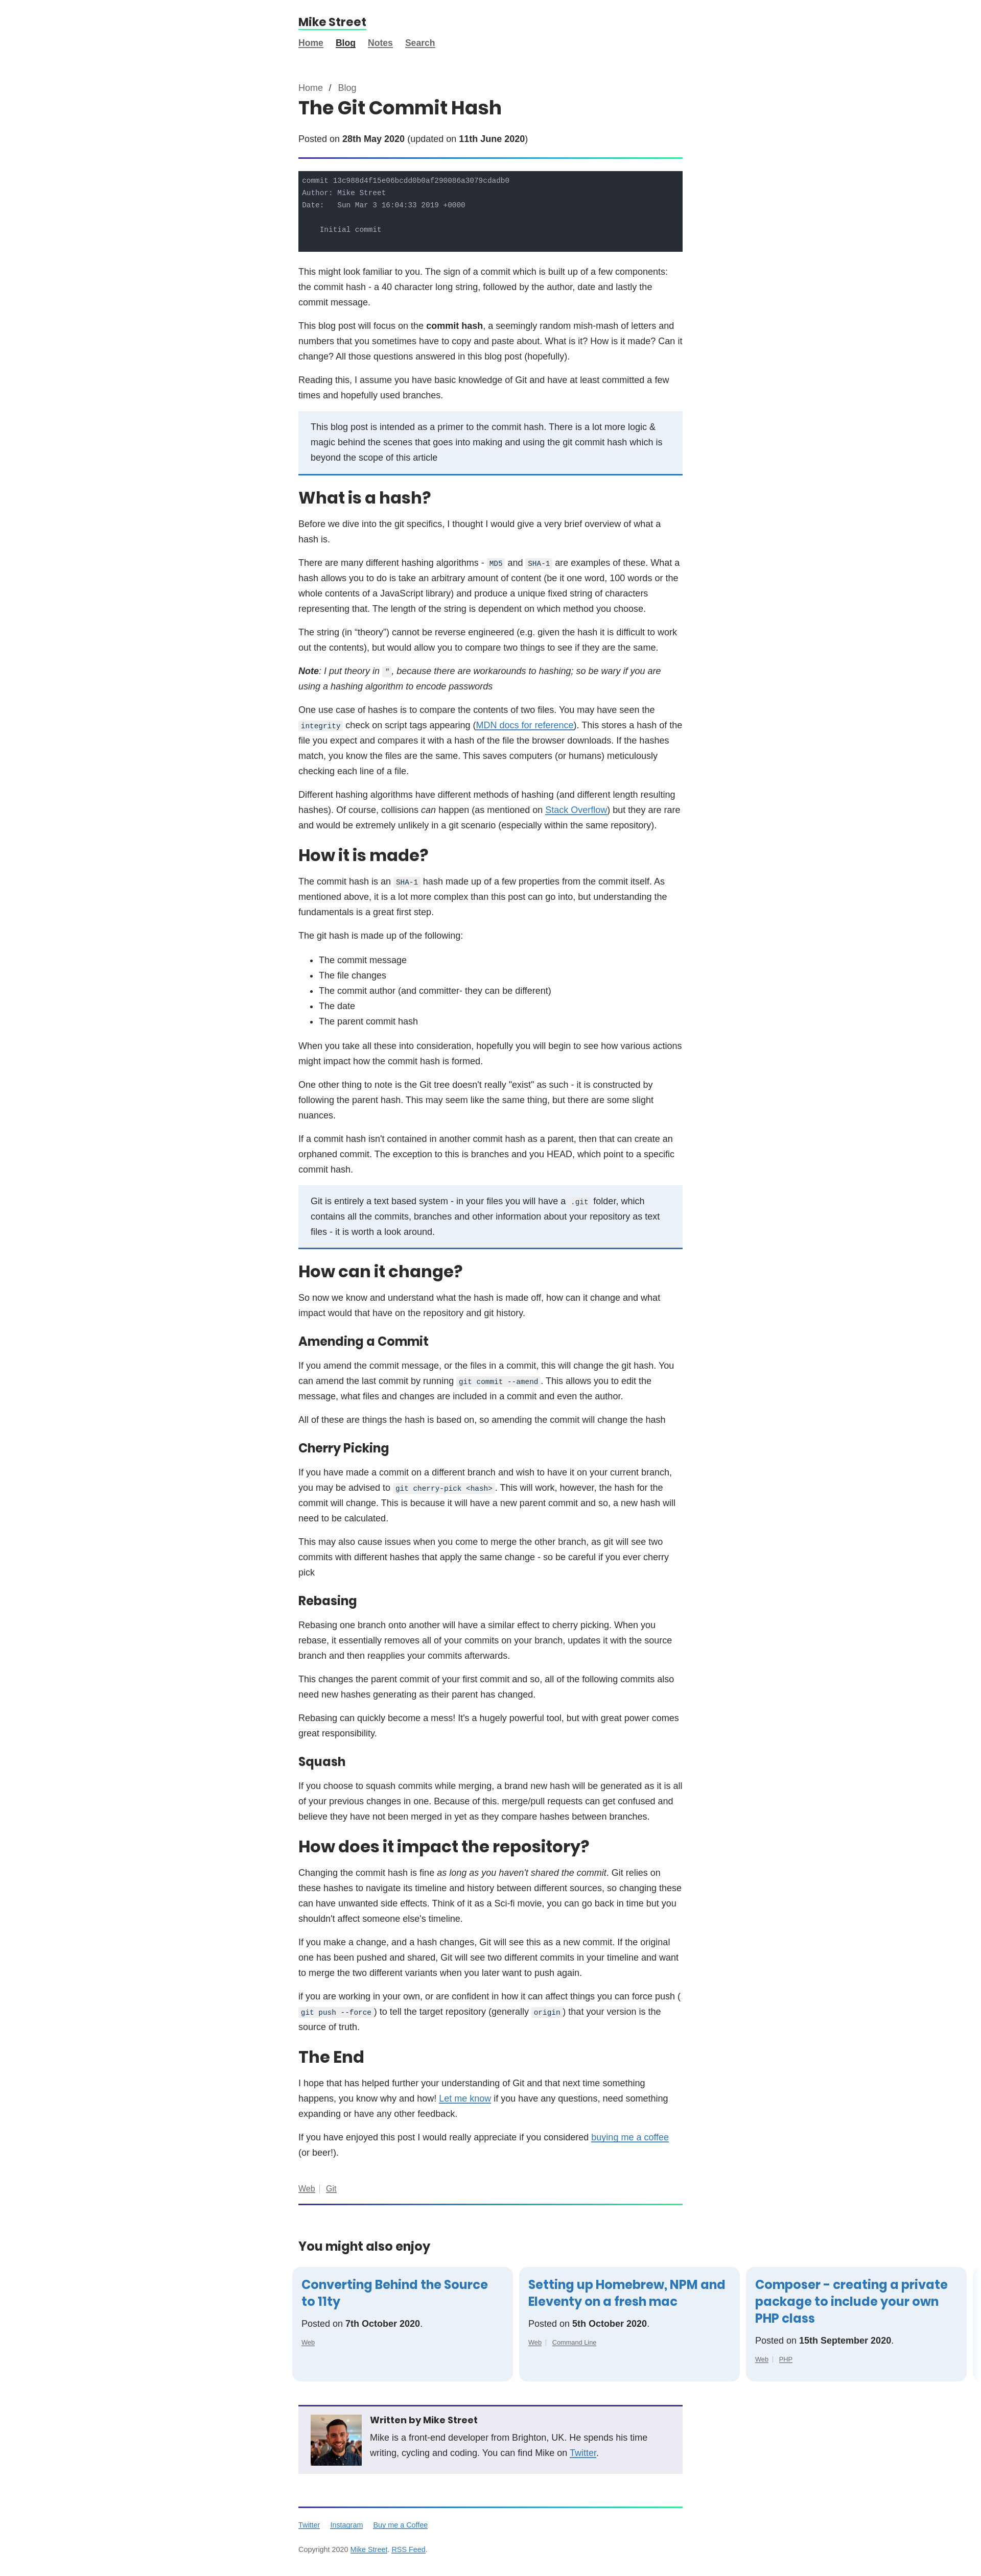 Mike Street
Home Blog Notes Search
Home / Blog
The Git Commit Hash
Posted on 28th May 2020 (updated on 11th June 2020)
commit 13c988d4f15e06bcdd0b0af290086a3079cdadb0
Author: Mike Street
Date:   Sun Mar 3 16:04:33 2019 +0000
Initial commit
This might look familiar to you. The sign of a commit which is built up of a few components:
the commit hash - a 40 character long string, followed by the author, date and lastly the
commit message.
This blog post will focus on the commit hash, a seemingly random mish-mash of letters and
numbers that you sometimes have to copy and paste about. What is it? How is it made? Can it
change? All those questions answered in this blog post (hopefully).
Reading this, I assume you have basic knowledge of Git and have at least committed a few
times and hopefully used branches.
This blog post is intended as a primer to the commit hash. There is a lot more logic &
magic behind the scenes that goes into making and using the git commit hash which is
beyond the scope of this article
What is a hash?
Before we dive into the git specifics, I thought I would give a very brief overview of what a
hash is.
There are many different hashing algorithms - MD5 and SHA-1 are examples of these. What a
hash allows you to do is take an arbitrary amount of content (be it one word, 100 words or the
whole contents of a JavaScript library) and produce a unique fixed string of characters
representing that. The length of the string is dependent on which method you choose.
The string (in “theory”) cannot be reverse engineered (e.g. given the hash it is difficult to work
out the contents), but would allow you to compare two things to see if they are the same.
Note: I put theory in ", because there are workarounds to hashing; so be wary if you are
using a hashing algorithm to encode passwords
One use case of hashes is to compare the contents of two files. You may have seen the
integrity check on script tags appearing (MDN docs for reference). This stores a hash of the
file you expect and compares it with a hash of the file the browser downloads. If the hashes
match, you know the files are the same. This saves computers (or humans) meticulously
checking each line of a file.
Different hashing algorithms have different methods of hashing (and different length resulting
hashes). Of course, collisions can happen (as mentioned on Stack Overflow) but they are rare
and would be extremely unlikely in a git scenario (especially within the same repository).
How it is made?
The commit hash is an SHA-1 hash made up of a few properties from the commit itself. As
mentioned above, it is a lot more complex than this post can go into, but understanding the
fundamentals is a great first step.
The git hash is made up of the following:
• The commit message
• The file changes
• The commit author (and committer- they can be different)
• The date
• The parent commit hash
When you take all these into consideration, hopefully you will begin to see how various actions
might impact how the commit hash is formed.
One other thing to note is the Git tree doesn't really "exist" as such - it is constructed by
following the parent hash. This may seem like the same thing, but there are some slight
nuances.
If a commit hash isn't contained in another commit hash as a parent, then that can create an
orphaned commit. The exception to this is branches and you HEAD, which point to a specific
commit hash.
Git is entirely a text based system - in your files you will have a .git folder, which
contains all the commits, branches and other information about your repository as text
files - it is worth a look around.
How can it change?
So now we know and understand what the hash is made off, how can it change and what
impact would that have on the repository and git history.
Amending a Commit
If you amend the commit message, or the files in a commit, this will change the git hash. You
can amend the last commit by running git commit --amend. This allows you to edit the
message, what files and changes are included in a commit and even the author.
All of these are things the hash is based on, so amending the commit will change the hash
Cherry Picking
If you have made a commit on a different branch and wish to have it on your current branch,
you may be advised to git cherry-pick <hash>. This will work, however, the hash for the
commit will change. This is because it will have a new parent commit and so, a new hash will
need to be calculated.
This may also cause issues when you come to merge the other branch, as git will see two
commits with different hashes that apply the same change - so be careful if you ever cherry
pick
Rebasing
Rebasing one branch onto another will have a similar effect to cherry picking. When you
rebase, it essentially removes all of your commits on your branch, updates it with the source
branch and then reapplies your commits afterwards.
This changes the parent commit of your first commit and so, all of the following commits also
need new hashes generating as their parent has changed.
Rebasing can quickly become a mess! It's a hugely powerful tool, but with great power comes
great responsibility.
Squash
If you choose to squash commits while merging, a brand new hash will be generated as it is all
of your previous changes in one. Because of this. merge/pull requests can get confused and
believe they have not been merged in yet as they compare hashes between branches.
How does it impact the repository?
Changing the commit hash is fine as long as you haven't shared the commit. Git relies on
these hashes to navigate its timeline and history between different sources, so changing these
can have unwanted side effects. Think of it as a Sci-fi movie, you can go back in time but you
shouldn't affect someone else's timeline.
If you make a change, and a hash changes, Git will see this as a new commit. If the original
one has been pushed and shared, Git will see two different commits in your timeline and want
to merge the two different variants when you later want to push again.
if you are working in your own, or are confident in how it can affect things you can force push (
git push --force) to tell the target repository (generally origin) that your version is the
source of truth.
The End
I hope that has helped further your understanding of Git and that next time something
happens, you know why and how! Let me know if you have any questions, need something
expanding or have any other feedback.
If you have enjoyed this post I would really appreciate if you considered buying me a coffee
(or beer!).
Web | Git
You might also enjoy
Converting Behind the Source
to 11ty
Posted on 7th October 2020.
Web
Setting up Homebrew, NPM and
Eleventy on a fresh mac
Posted on 5th October 2020.
Web | Command Line
Composer - creating a private
package to include your own
PHP class
Posted on 15th September 2020.
Web | PHP
Written by Mike Street
Mike is a front-end developer from Brighton, UK. He spends his time
writing, cycling and coding. You can find Mike on Twitter.
Twitter Instagram Buy me a Coffee
Copyright 2020 Mike Street. RSS Feed.